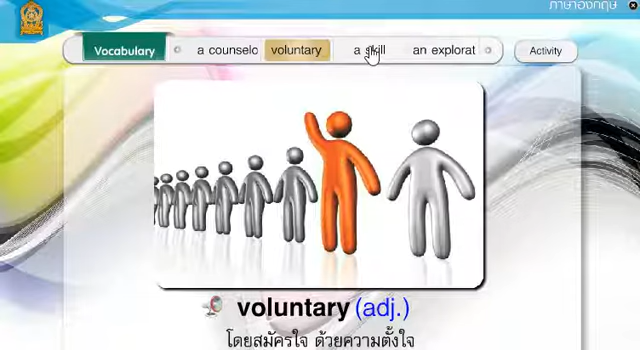 ภาษาอังกฤษ
Vocabulary a counselo voluntary a skill an explorat Activity
voluntary (adj.)
โดยสมัครใจ ด้วยความตั้งใจ